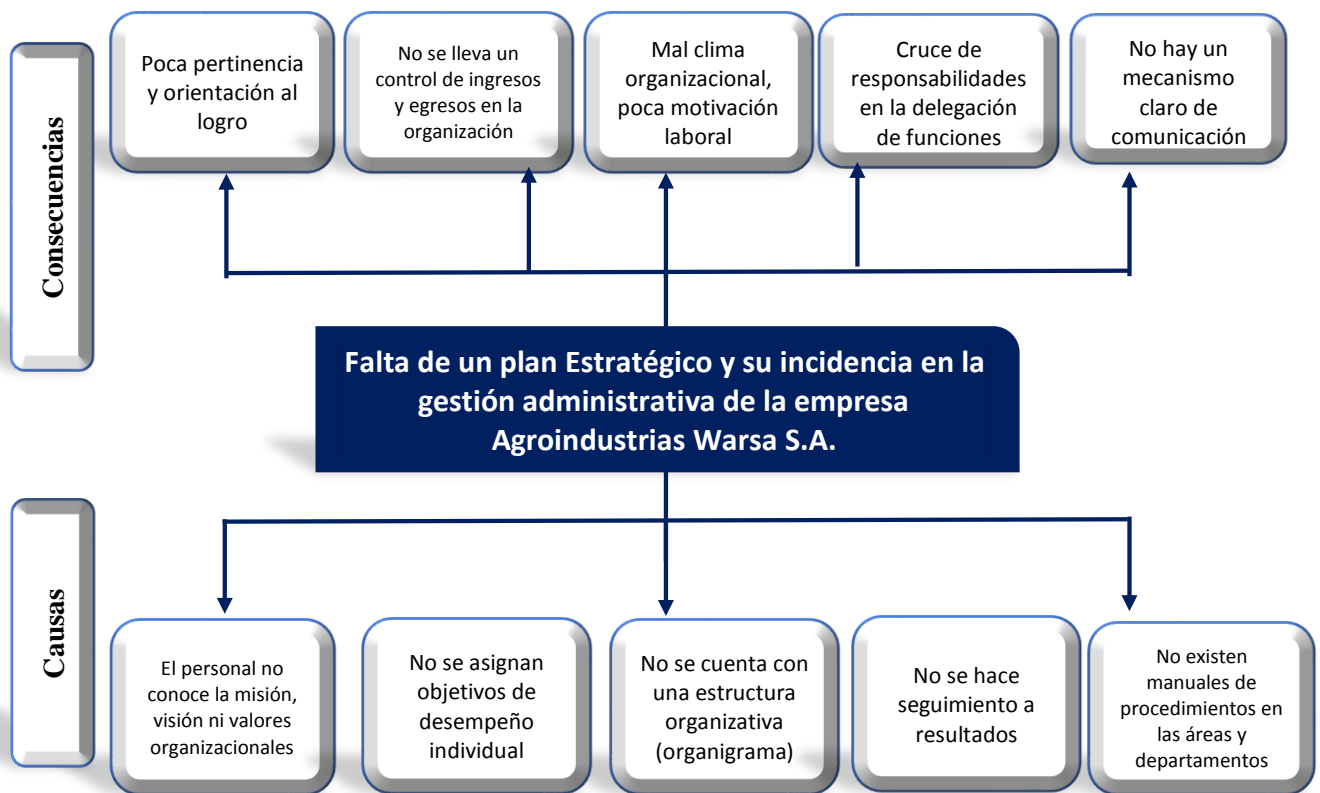 Consecuencias
Poca pertinencia
y orientación al
logro
No se lleva un
control de ingresos
y egresos en la
organización
Mal clima
organizacional,
poca motivación
laboral
Cruce de
responsabilidades
en la delegación
de funciones
No hay un
mecanismo
claro de
comunicación
Falta de un plan Estratégico y su incidencia en la
gestión administrativa de la empresa
Agroindustrias Warsa S.A.
Causas
El personal no
conoce la misión,
visión ni valores
organizacionales
No se asignan
objetivos de
desempeño
individual
No se cuenta con
una estructura
organizativa
(organigrama)
No se hace
seguimiento a
resultados
No existen
manuales de
procedimientos en
las áreas y
departamentos